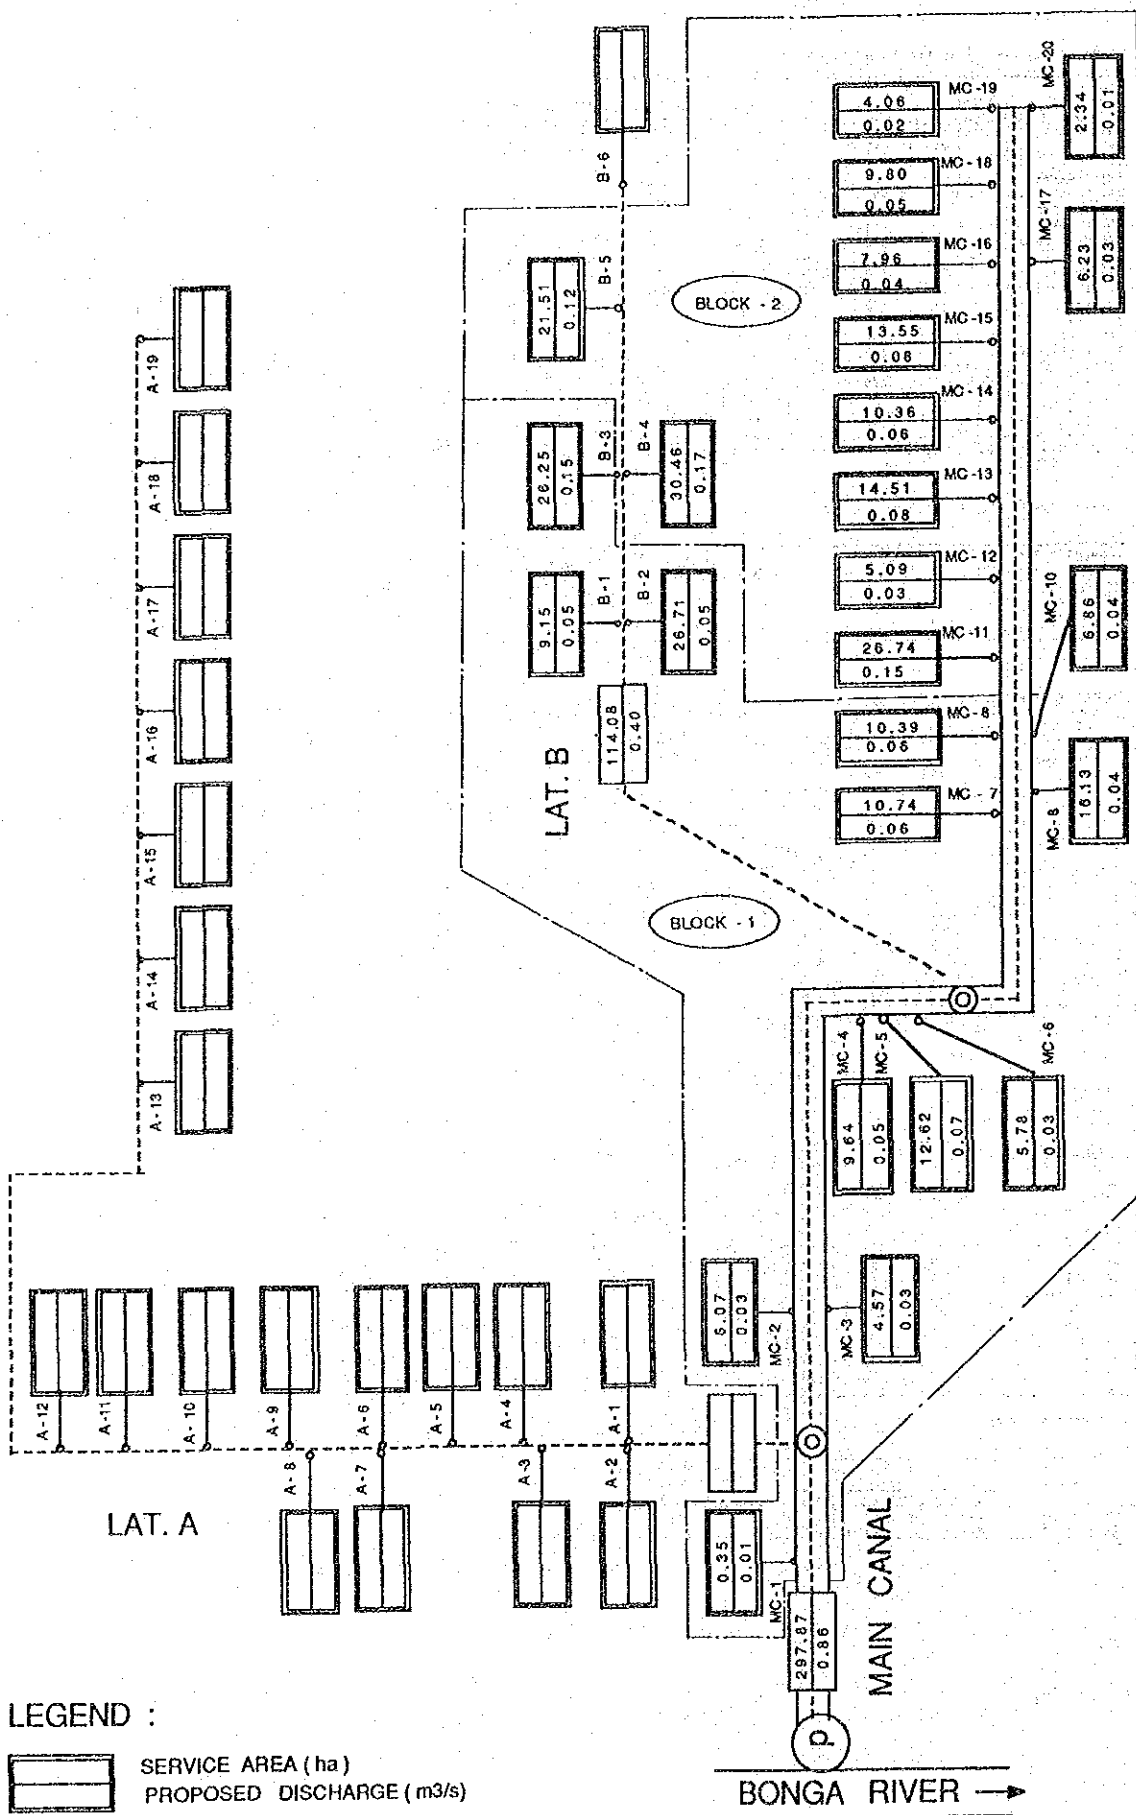 MC-20
2.34
0.01
MC-19
4.06
0.02
MC-18
9.80
0.05
MC-17
6.23
0.03
MC-16
7.96
0.04
MC-15
13.55
0.08
MC-14
10.36
0.06
MC-13
14.51
0.08
MC-12
5.09
0.03
MC-11
26.74
0.15
MC-10
6.86
0.04
MC-8
10.39
0.06
MC-8
16.13
0.04
MC-7
10.74
0.06
B-6
B-5
21.51
0.12
BLOCK - 2
B-3
26.25
0.15
B-4
30.46
0.17
B-1
9.15
0.05
B-2
26.71
0.05
114.08
0.40
LAT. B
BLOCK - 1
A-19
A-18
A-17
A-16
A-15
A-14
A-13
MC-4
9.64
0.05
MC-5
12.62
0.07
MC-6
5.78
0.03
MC-2
6.07
0.03
MC-3
4.57
0.03
A-12
A-11
A-10
A-9
A-6
A-5
A-4
A-1
A-8
A-7
A-3
A-2
LAT. A
0.35
0.01
MC-1
297.87
0.86
MAIN CANAL
P
BONGA RIVER
LEGEND :
SERVICE AREA ( ha )
PROPOSED DISCHARGE ( m3/s)